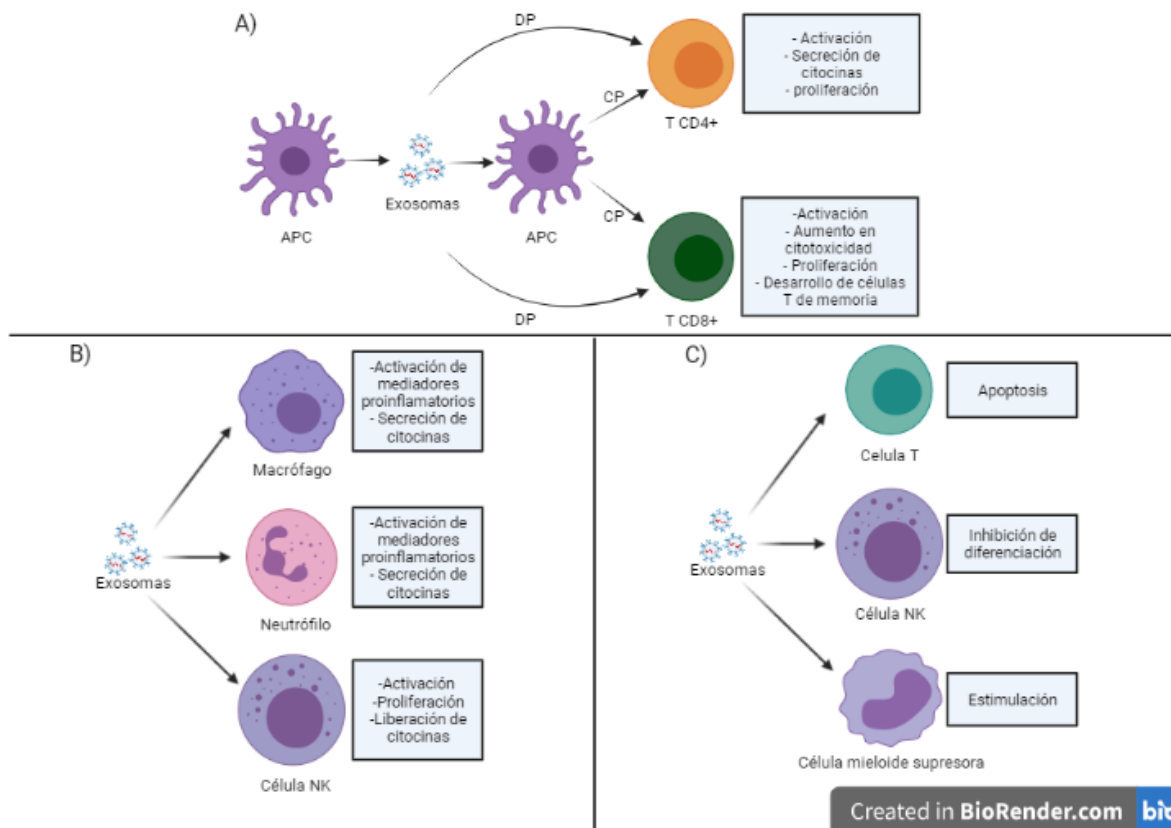 A)
DP
CP
T CD4+
- Activación
- Secreción de
citocinas
- proliferación
APC
Exosomas
APC
CP
DP
T CD8+
-Activación
- Aumento en
citotoxicidad
- Proliferación
- Desarrollo de células
T de memoría
B)
-Activación de
mediadores
proinflamatorios
- Secreción de
citocinas
Macrófago
Exosomas
-Activación de
mediadores
proinflamatorios
- Secreción de
citocinas
Neutrófilo
-Activación
-Proliferación
-Liberación de
citocinas
Célula NK
C)
Apoptosis
Celula T
Exosomas
Inhibición de
diferenciación
Célula NK
Estimulación
Célula mieloide supresora
Created in BioRender.com